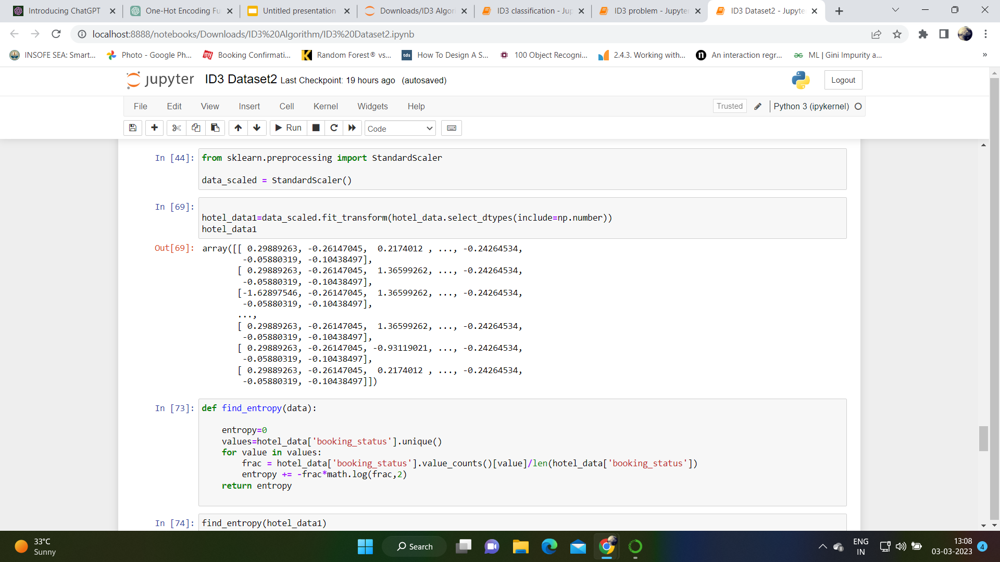 Introducing ChatGPT
One-Hot Encoding Fu
Untitled presentation
Downloads/ID3 Algori
ID3 classification - Jup
ID3 problem - Jupyter
ID3 Dataset2 - Jupyte
localhost:8888/notebooks/Downloads/ID3%20Algorithm/ID3%20Dataset2.ipynb
INSOFE SEA: Smart...
Photo - Google Ph...
my
Booking Confirmati...
Random Forest® vs...
tds
How To Design A S...
100 Object Recogni...
2.4.3. Working with...
n
An interaction regr...
ML | Gini Impurity a...
»
jupyter ID3 Dataset2 Last Checkpoint: 19 hours ago (autosaved)
Logout
File Edit View Insert Cell Kernel Widgets Help
Trusted
Python 3 (ipykernel)
Run
Code
In [44]: from sklearn.preprocessing import StandardScaler
data_scaled = StandardScaler()
In [69]:
hotel_data1=data_scaled.fit_transform(hotel_data.select_dtypes(include=np.number))
hotel_data1
Out[69]: array([[ 0.29889263, -0.26147045,  0.2174012 , ..., -0.24264534,
-0.05880319, -0.10438497],
[ 0.29889263, -0.26147045,  1.36599262, ..., -0.24264534,
-0.05880319, -0.10438497],
[-1.62897546, -0.26147045,  1.36599262, ..., -0.24264534,
-0.05880319, -0.10438497],
...,
[ 0.29889263, -0.26147045,  1.36599262, ..., -0.24264534,
-0.05880319, -0.10438497],
[ 0.29889263, -0.26147045, -0.93119021, ..., -0.24264534,
-0.05880319, -0.10438497],
[ 0.29889263, -0.26147045,  0.2174012 , ..., -0.24264534,
-0.05880319, -0.10438497]])
In [73]: def find_entropy(data):
entropy=0
values=hotel_data['booking_status'].unique()
for value in values:
frac = hotel_data['booking_status'].value_counts()[value]/len(hotel_data['booking_status'])
entropy += -frac*math.log(frac,2)
return entropy
In [74]: find_entropy(hotel_data1)
33°C
Sunny
Search
ENG
IN
13:08
03-03-2023
4